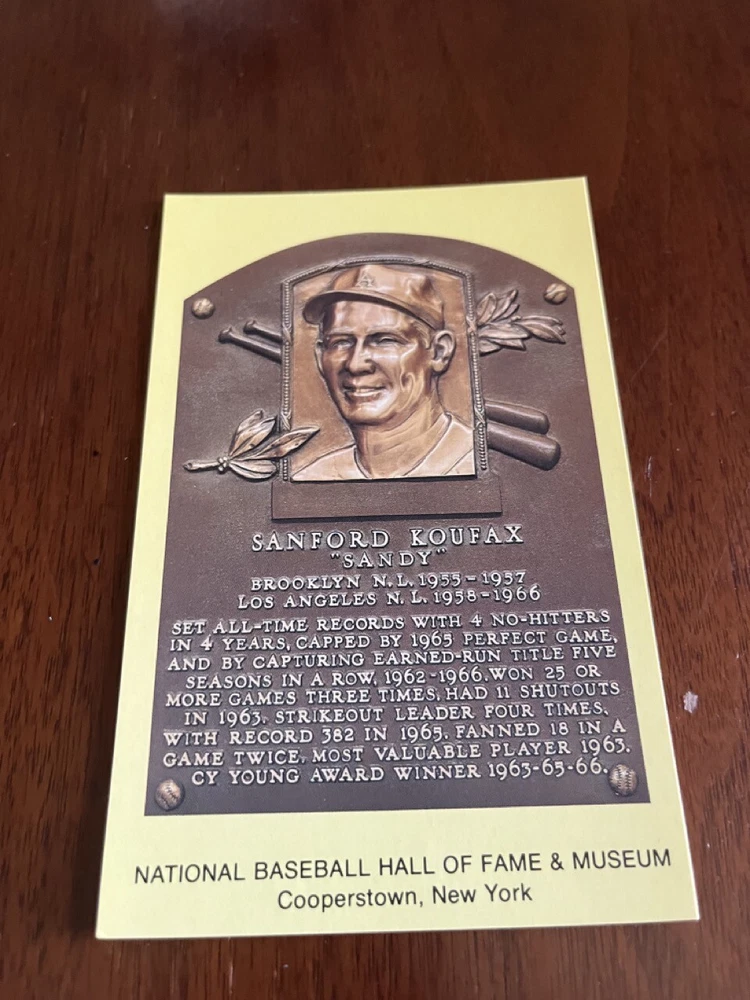 SANFORD KOUFAX
"SANDY"
BROOKLYN N.L. 1955-1957
LOS ANGELES N.L. 1958-1966
SET ALL-TIME RECORDS WITH 4 NO-HITTERS
IN 4 YEARS, CAPPED BY 1965 PERFECT GAME,
AND BY CAPTURING EARNED-RUN TITLE FIVE
SEASONS IN A ROW, 1962-1966. WON 25 OR
MORE GAMES THREE TIMES, HAD 11 SHUTOUTS
IN 1963. STRIKEOUT LEADER FOUR TIMES,
WITH RECORD 382 IN 1965. FANNED 18 IN A
GAME TWICE. MOST VALUABLE PLAYER 1963.
CY YOUNG AWARD WINNER 1963-65-66.
NATIONAL BASEBALL HALL OF FAME & MUSEUM
Cooperstown, New York